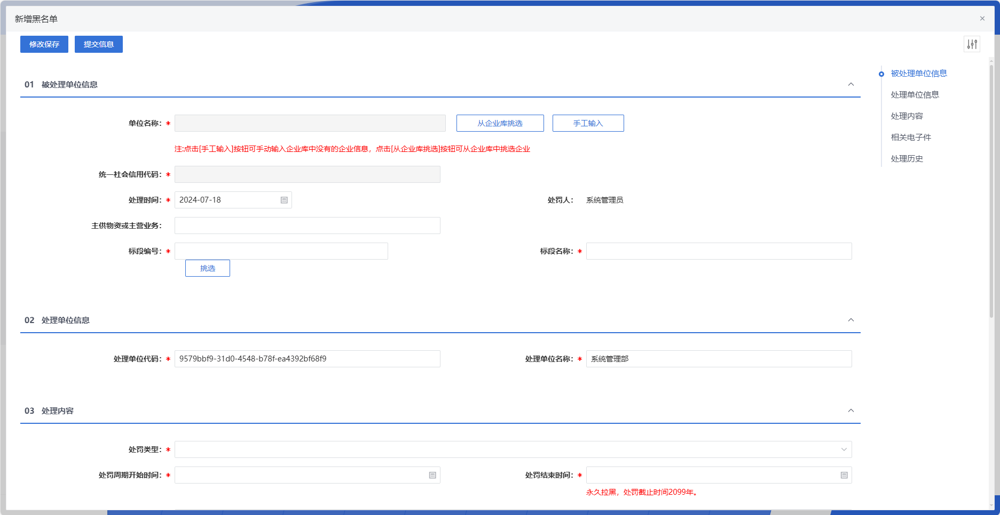 新增黑名单
修改保存 提交信息
01 被处理单位信息
单位名称： * 从企业库挑选 手工输入
注:点击[手工输入]按钮可手动输入企业库中没有的企业信息，点击[从企业库挑选]按钮可从企业库中挑选企业
统一社会信用代码： *
处理时间： * 2024-07-18 处罚人： 系统管理员
主供物资或主营业务：
标段编号： * 标段名称： *
挑选
02 处理单位信息
处理单位代码： * 9579bbf9-31d0-4548-b78f-ea4392bf68f9 处理单位名称： * 系统管理部
03 处理内容
处罚类型： *
处罚周期开始时间： * 处罚结束时间： *
永久拉黑，处罚截止时间2099年。
被处理单位信息
处理单位信息
处理内容
相关电子件
处理历史